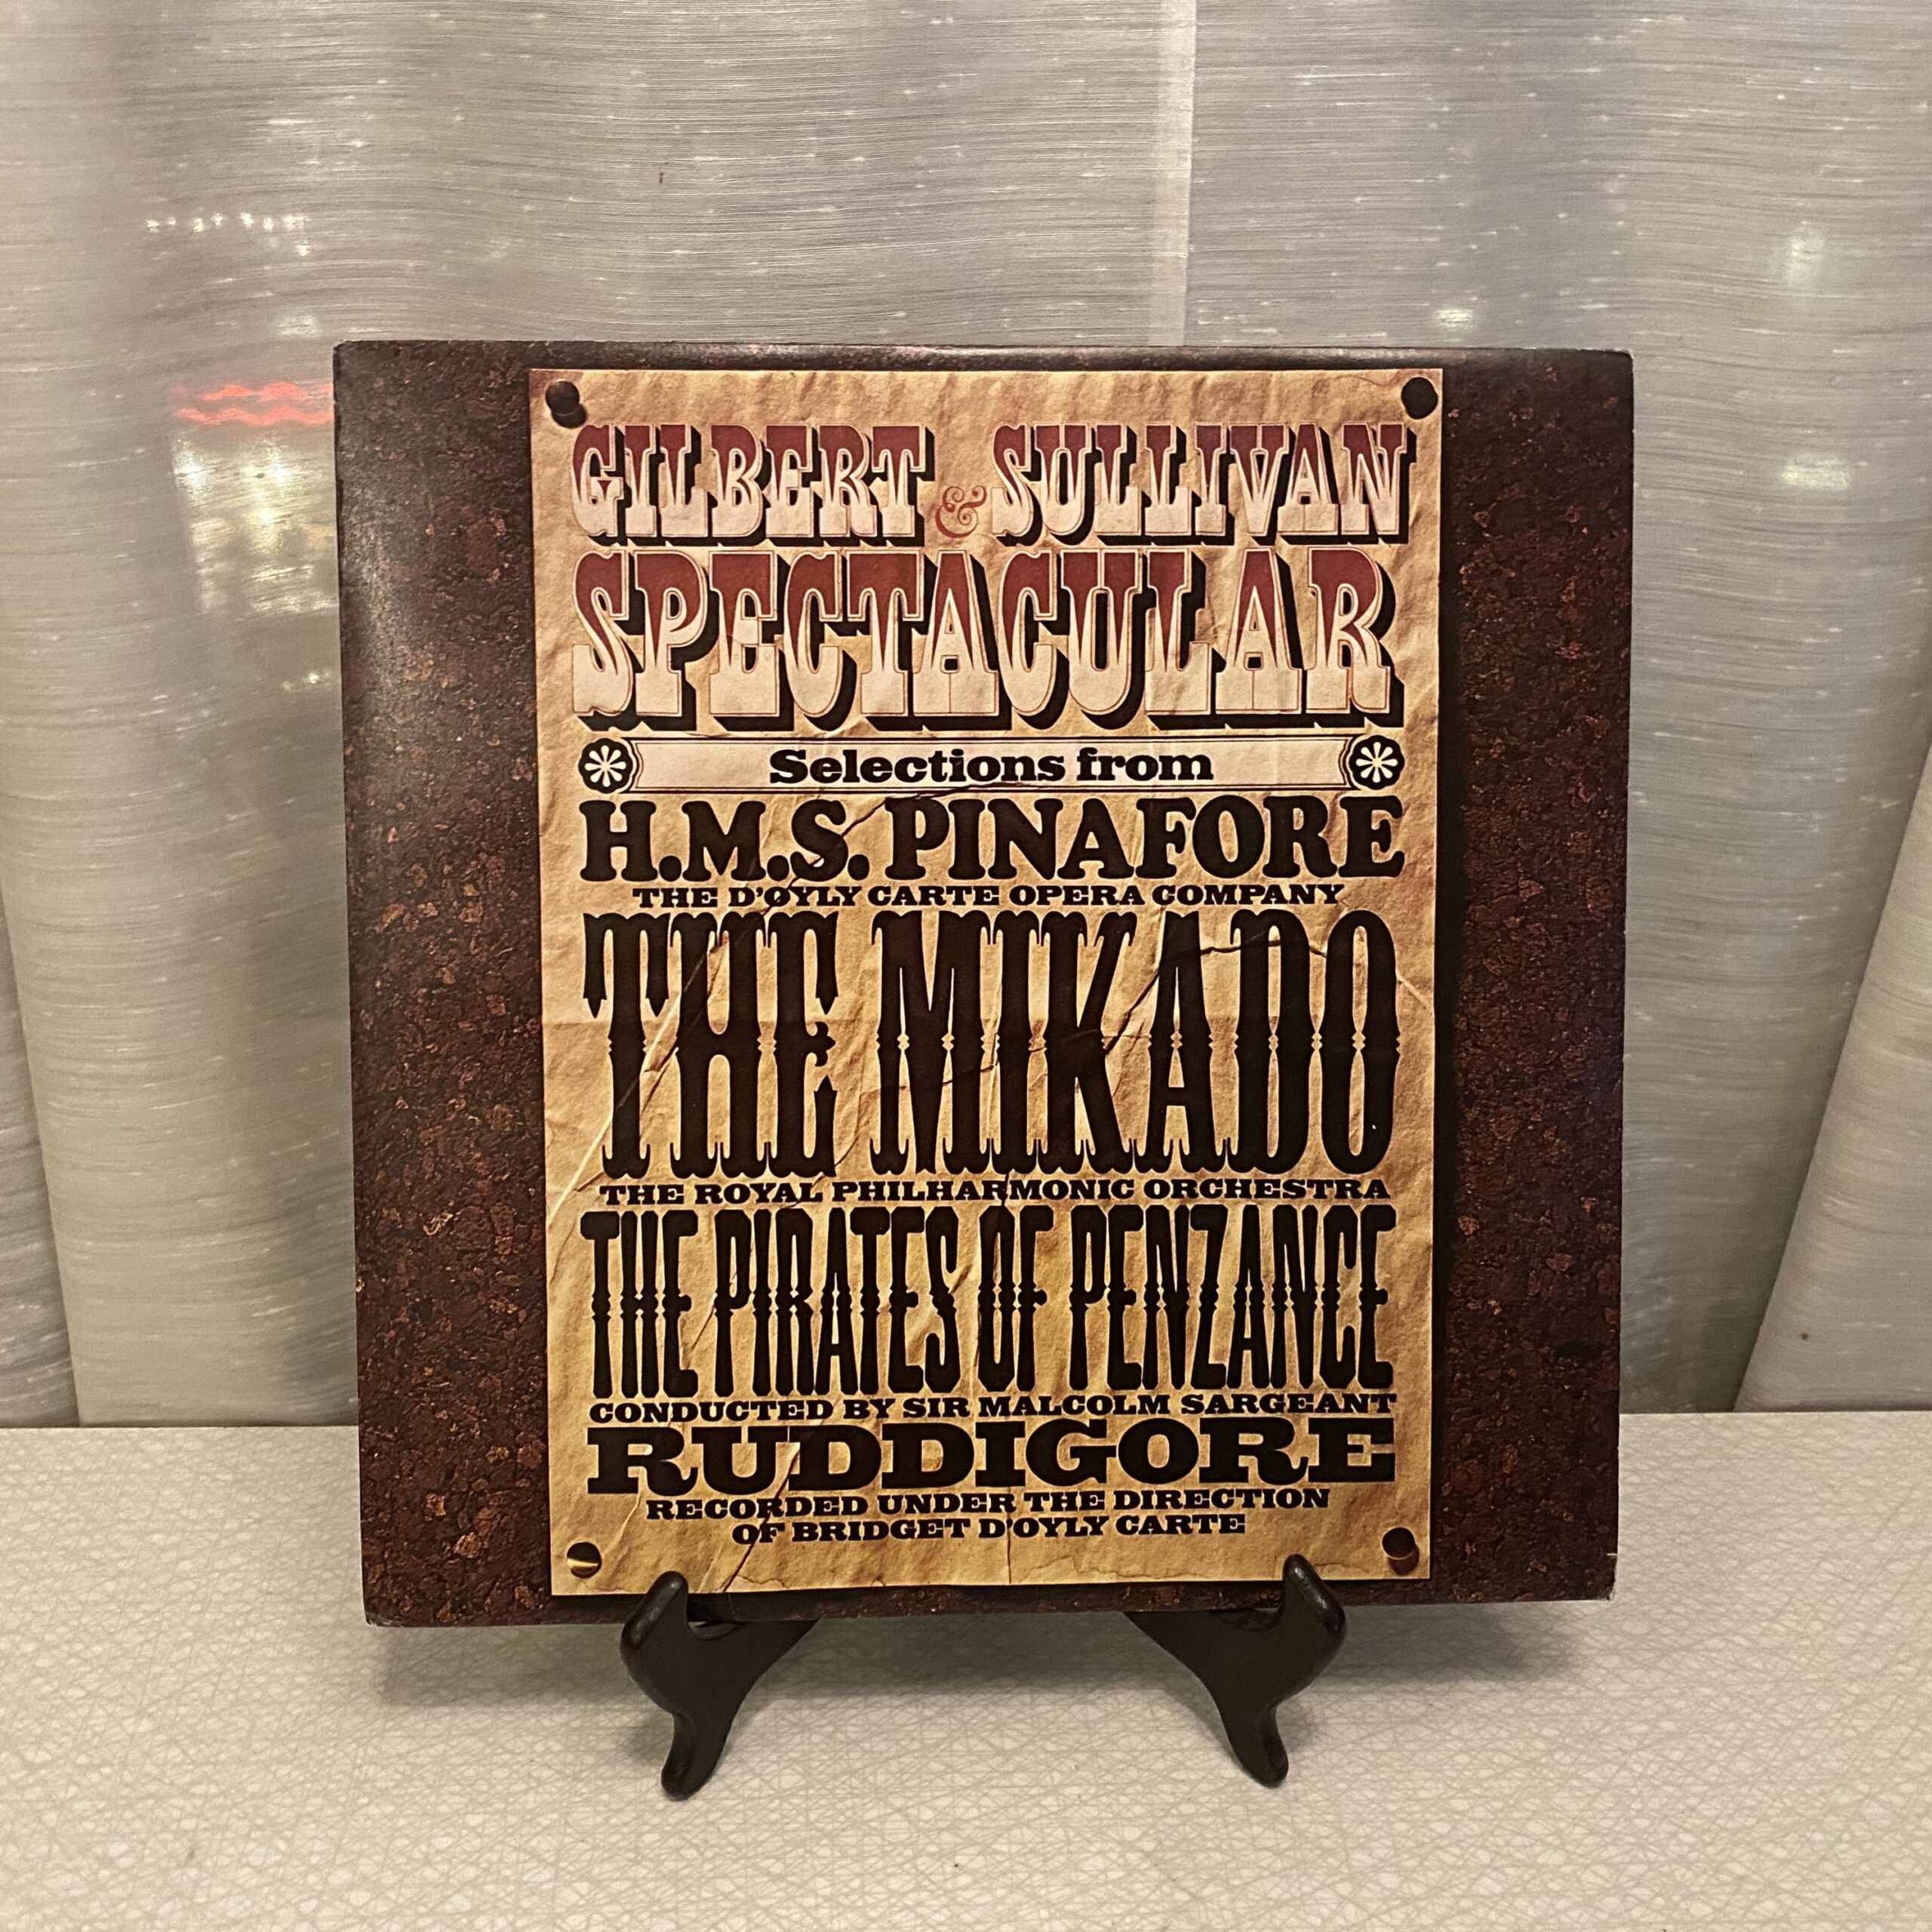 GILBERT & SULLIVAN
SPECTACULAR
Selections from
H.M.S. PINAFORE
THE D'OYLY CARTE OPERA COMPANY
THE MIKADO
THE ROYAL PHILHARMONIC ORCHESTRA
THE PIRATES OF PENZANCE
CONDUCTED BY SIR MALCOLM SARGEANT
RUDDIGORE
RECORDED UNDER THE DIRECTION
OF BRIDGET D'OYLY CARTE